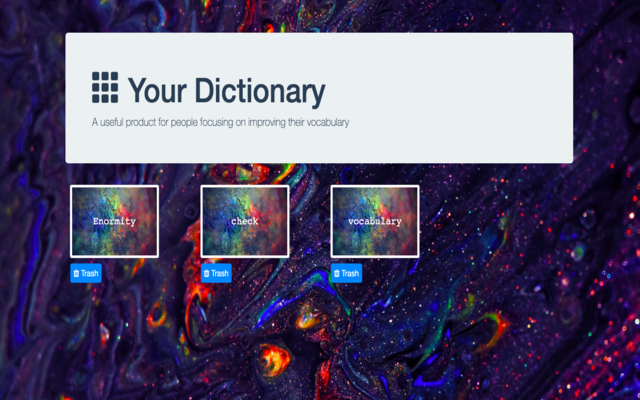 Your Dictionary
A useful product for people focusing on improving their vocabulary
Enormity check vocabulary
Trash Trash Trash